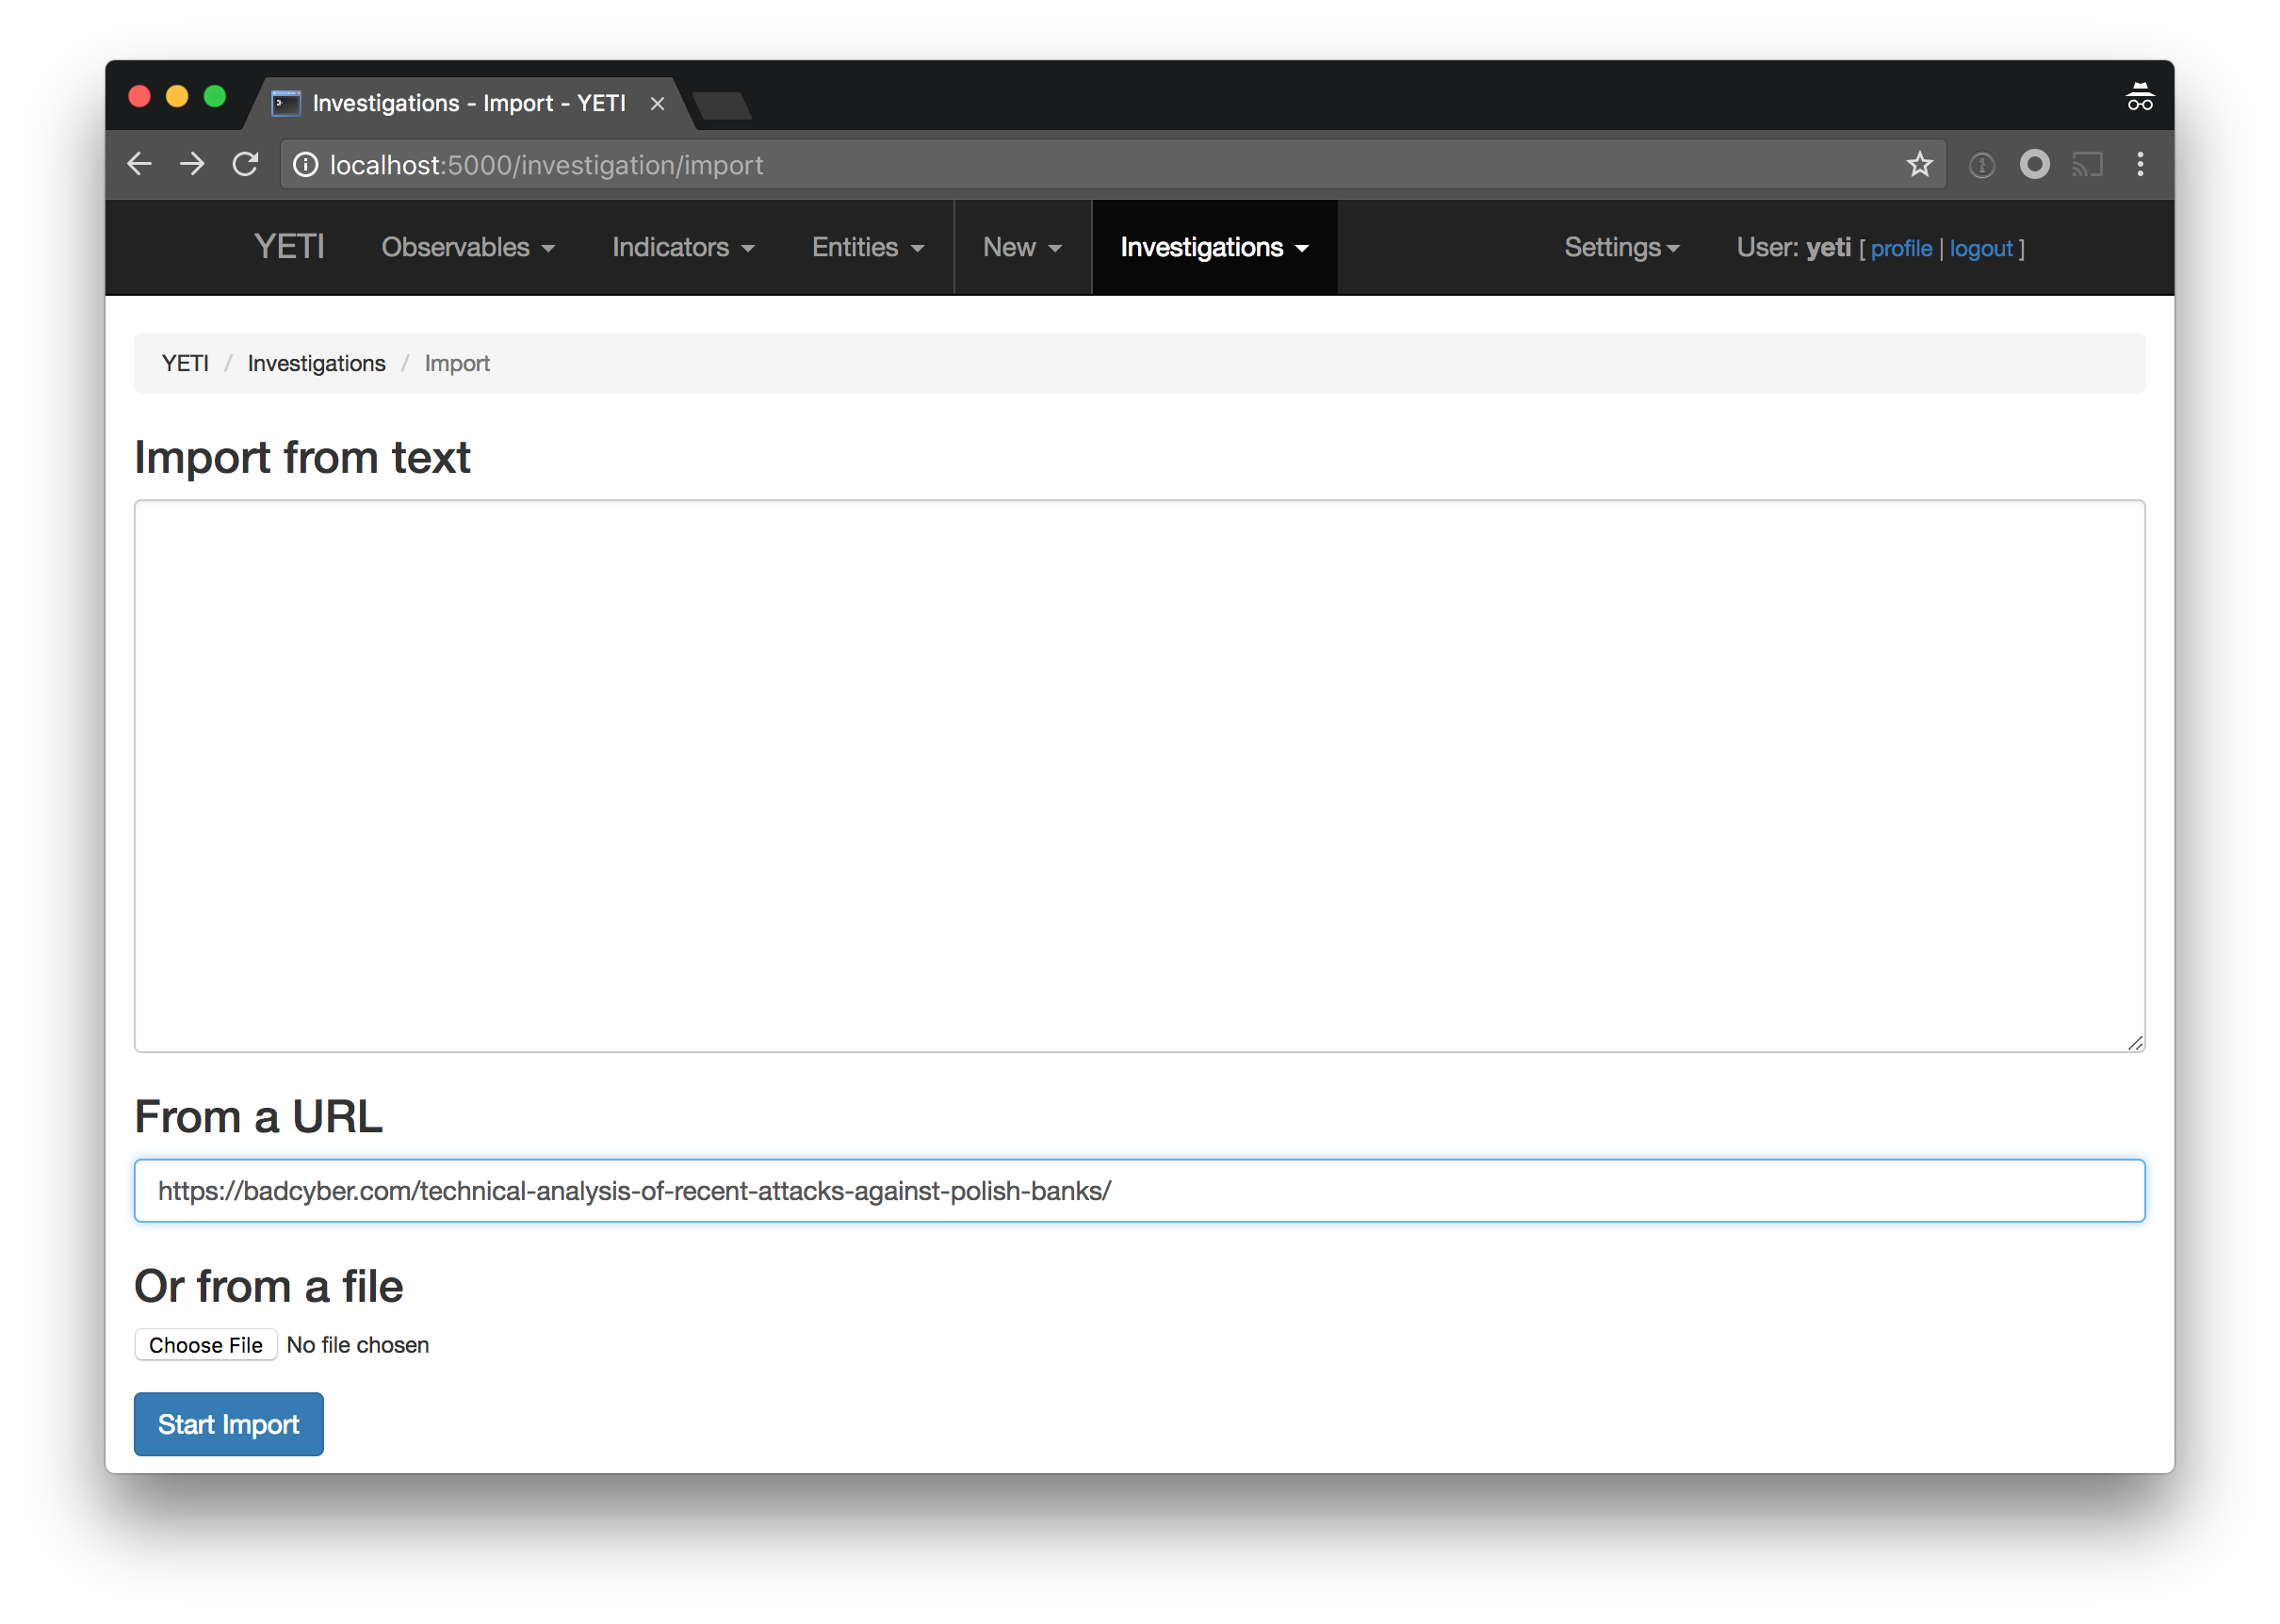 Investigations - Import - YETI
localhost:5000/investigation/import
YETI Observables Indicators Entities New Investigations Settings User: yeti [ profile | logout ]
YETI / Investigations / Import
Import from text
From a URL
https://badcyber.com/technical-analysis-of-recent-attacks-against-polish-banks/
Or from a file
Choose File No file chosen
Start Import